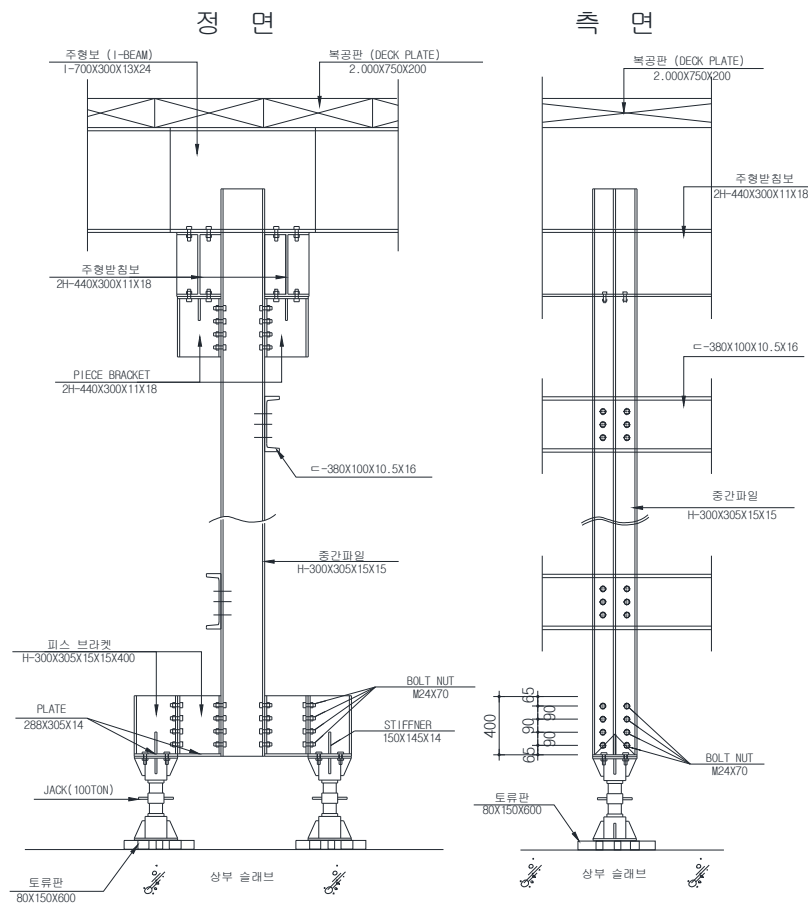 정 면
측 면
주형보 (I-BEAM)
I-700X300X13X24
복공판 (DECK PLATE)
2.000X750X200
복공판 (DECK PLATE)
2.000X750X200
주형받침보
2H-440X300X11X18
주형받침보
2H-440X300X11X18
PIECE BRACKET
2H-440X300X11X18
ㄷ-380X100X10.5X16
ㄷ-380X100X10.5X16
중간파일
H-300X305X15X15
중간파일
H-300X305X15X15
피스 브라켓
H-300X305X15X15X400
BOLT NUT
M24X70
PLATE
288X305X14
STIFFNER
150X145X14
400
65
90
90
90
65
BOLT NUT
M24X70
JACK(100TON)
토류판
80X150X600
토류판
80X150X600
상부 슬래브
상부 슬래브